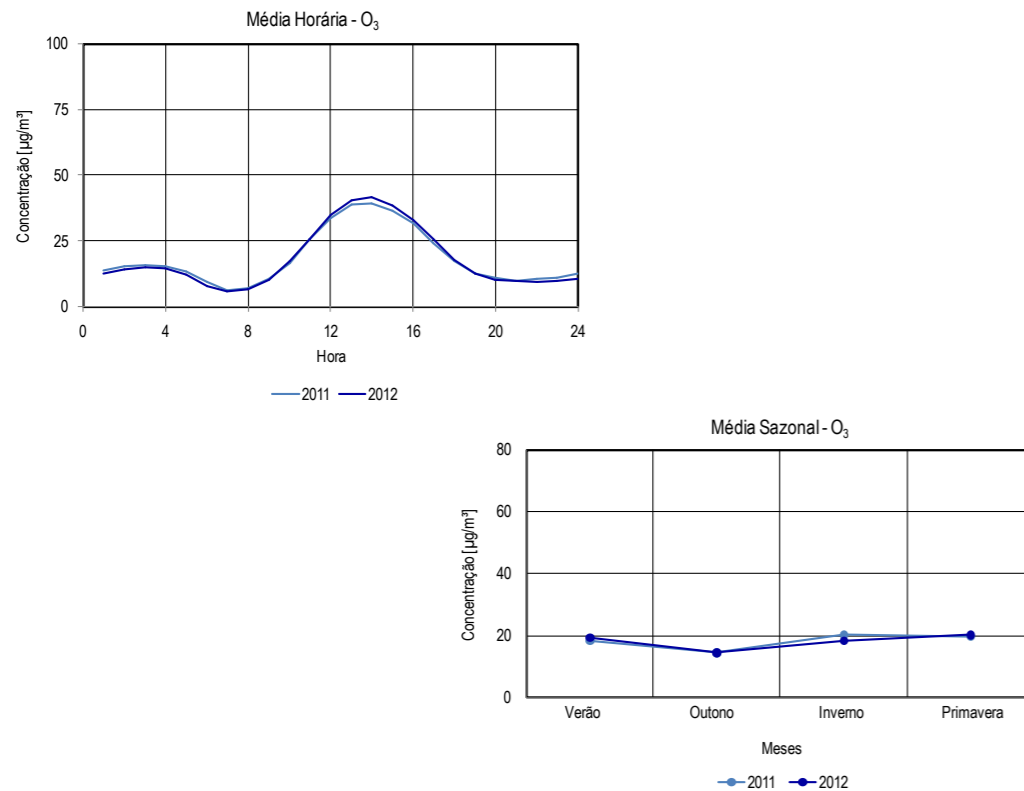 Média Horária - O₃
100
75
50
25
0
Concentração [µg/m³]
0 4 8 12 16 20 24
Hora
2011 2012
Média Sazonal - O₃
80
60
40
20
0
Concentração [µg/m³]
Verão Outono Inverno Primavera
Meses
2011 2012